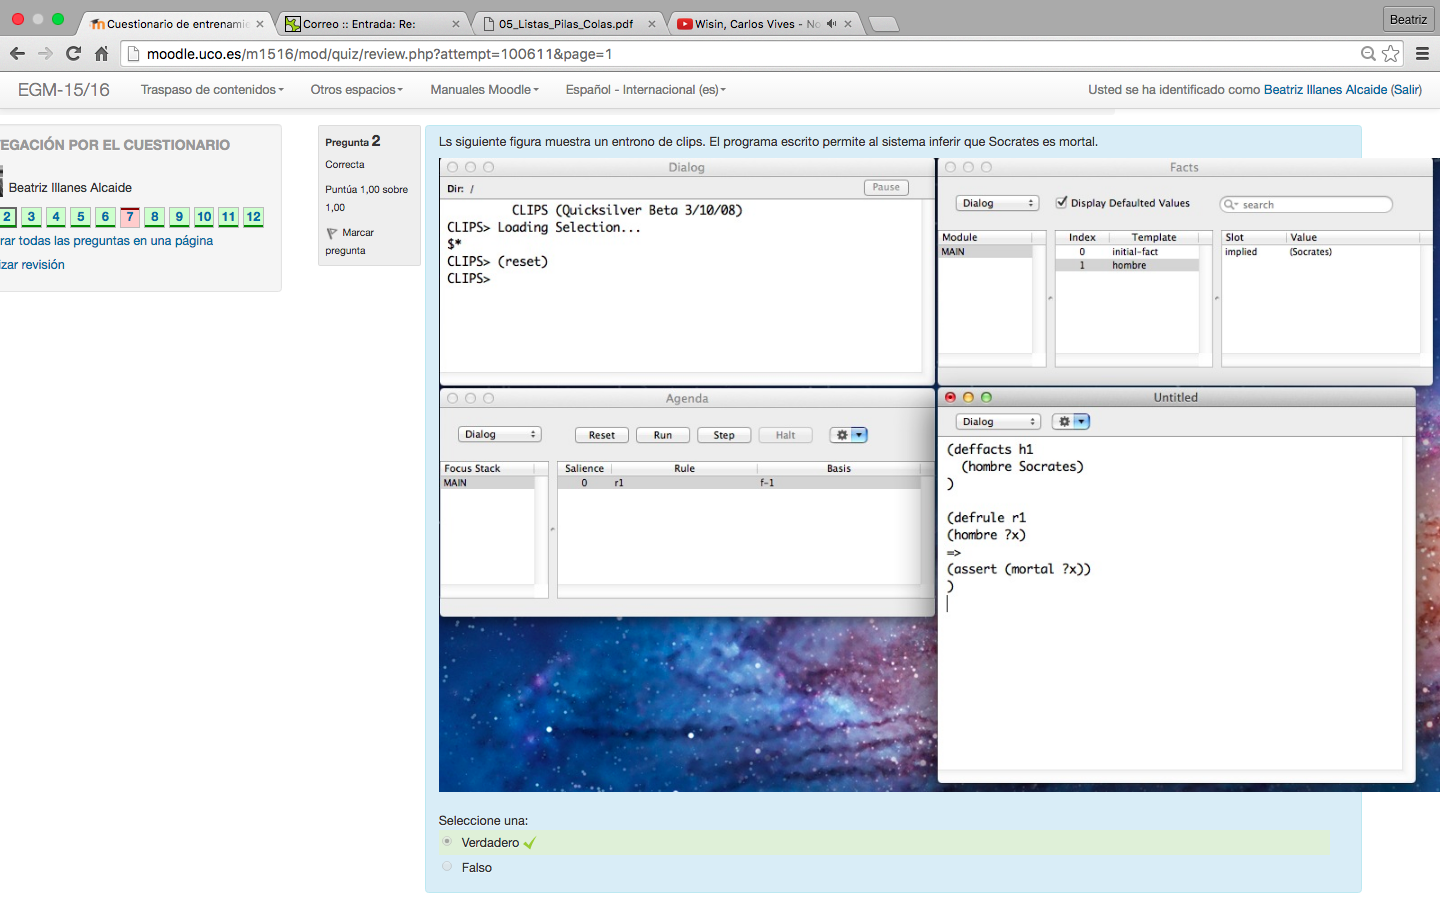 Cuestionario de entrenamie
Correo :: Entrada: Re:
05_Listas_Pilas_Colas.pdf
Wisin, Carlos Vives - No
Beatriz
moodle.uco.es/m1516/mod/quiz/review.php?attempt=100611&page=1
EGM-15/16
Traspaso de contenidos
Otros espacios
Manuales Moodle
Español - Internacional (es)
Usted se ha identificado como Beatriz Illanes Alcaide (Salir)
EGACIÓN POR EL CUESTIONARIO
Beatriz Illanes Alcaide
2 3 4 5 6 7 8 9 10 11 12
rar todas las preguntas en una página
izar revisión
Pregunta 2
Correcta
Puntúa 1,00 sobre
1,00
Marcar
pregunta
Ls siguiente figura muestra un entrono de clips. El programa escrito permite al sistema inferir que Socrates es mortal.
Dialog
Dir: /
Pause
CLIPS (Quicksilver Beta 3/10/08)
CLIPS> Loading Selection...
$*
CLIPS> (reset)
CLIPS>
Facts
Dialog
Display Defaulted Values
search
Module
MAIN
Index Template
0 initial-fact
1 hombre
Slot Value
implied (Socrates)
Agenda
Dialog
Reset
Run
Step
Halt
Focus Stack
MAIN
Salience Rule Basis
0 r1 f-1
Untitled
Dialog
(deffacts h1
(hombre Socrates)
)
(defrule r1
(hombre ?x)
=>
(assert (mortal ?x))
)
Seleccione una:
Verdadero
Falso